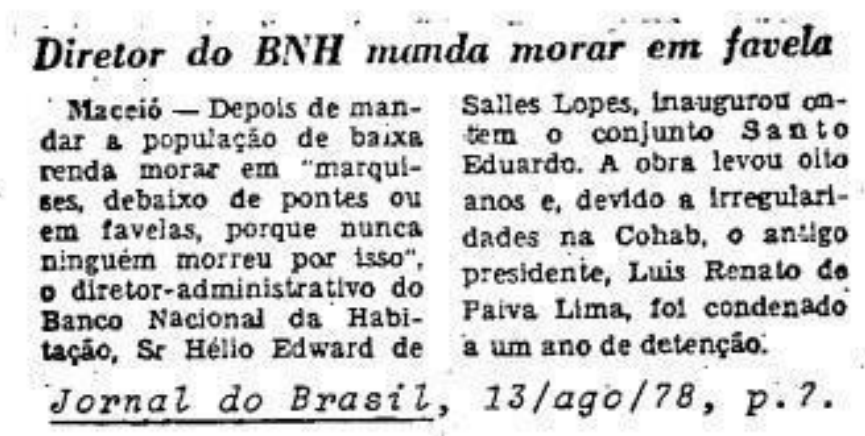 Diretor do BNH manda morar em favela
Maceió — Depois de man-
dar a população de baixa
renda morar em "marqui-
ses, debaixo de pontes ou
em favelas, porque nunca
ninguém morreu por isso",
o diretor-administrativo do
Banco Nacional da Habi-
tação, Sr Hélio Edward de
Salles Lopes, inaugurou on-
tem o conjunto Santo
Eduardo. A obra levou oito
anos e, devido a irregulari-
dades na Cohab, o antigo
presidente, Luis Renato de
Paiva Lima, foi condenado
a um ano de detenção.
Jornal do Brasil, 13/ago/78, p.7.